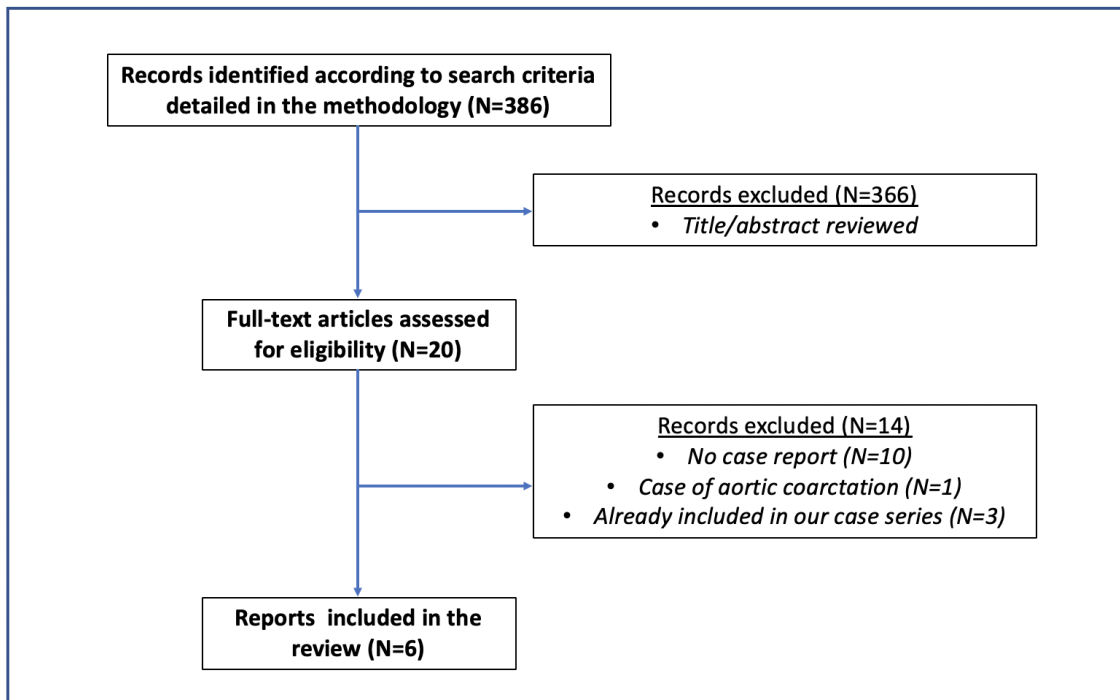 Records identified according to search criteria
detailed in the methodology (N=386)
Records excluded (N=366)
• Title/abstract reviewed
Full-text articles assessed
for eligibility (N=20)
Records excluded (N=14)
• No case report (N=10)
• Case of aortic coarctation (N=1)
• Already included in our case series (N=3)
Reports  included in the
review (N=6)